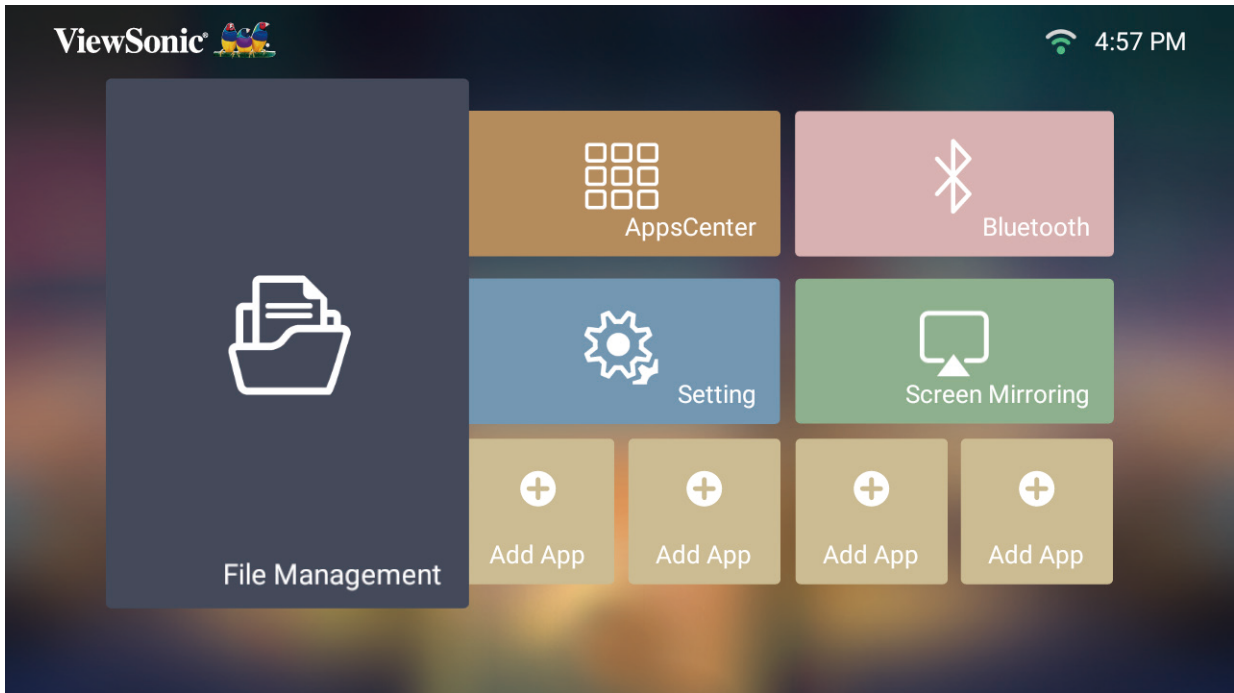 ViewSonic®
4:57 PM
AppsCenter
Bluetooth
Setting
Screen Mirroring
Add App
Add App
Add App
Add App
File Management